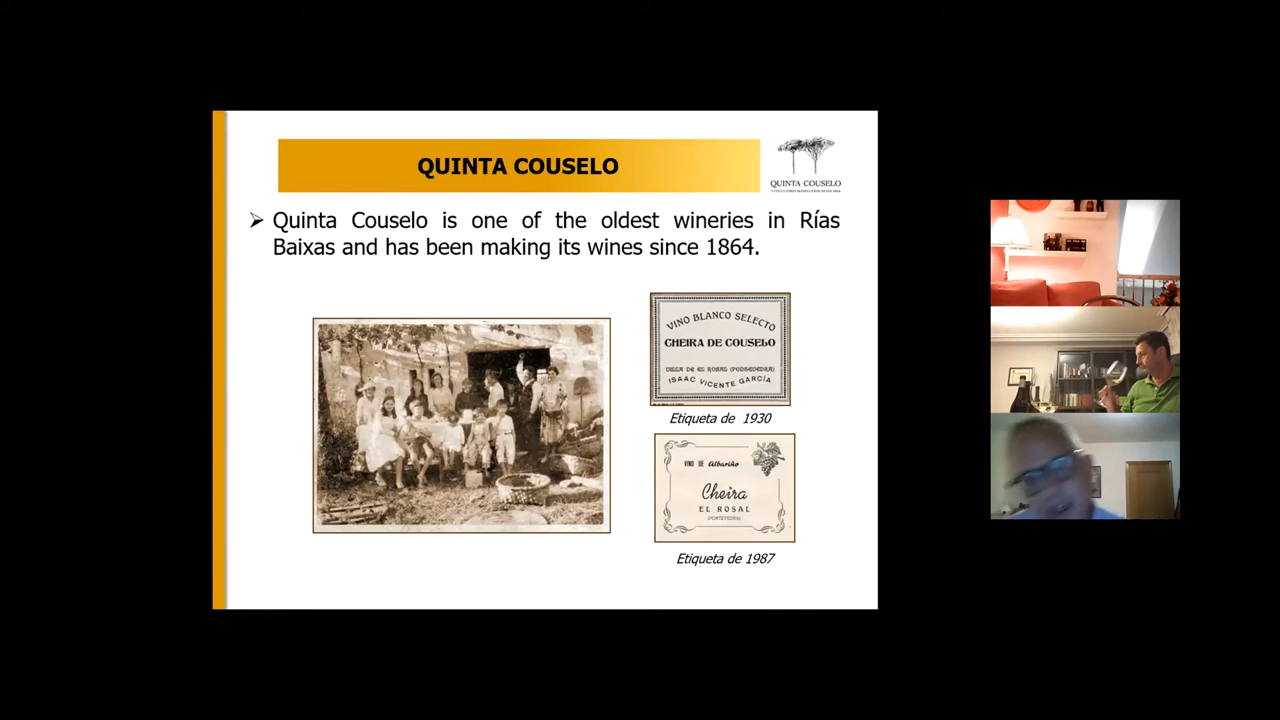 QUINTA COUSELO
QUINTA COUSELO
Quinta Couselo is one of the oldest wineries in Rías
Baixas and has been making its wines since 1864.
VINO BLANCO SELECTO
CHEIRA DE COUSELO
ISAAC VICENTE GARCÍA
Etiqueta de 1930
VINO DE Albariño
Cheira
EL ROSAL
(PONTEVEDRA)
Etiqueta de 1987